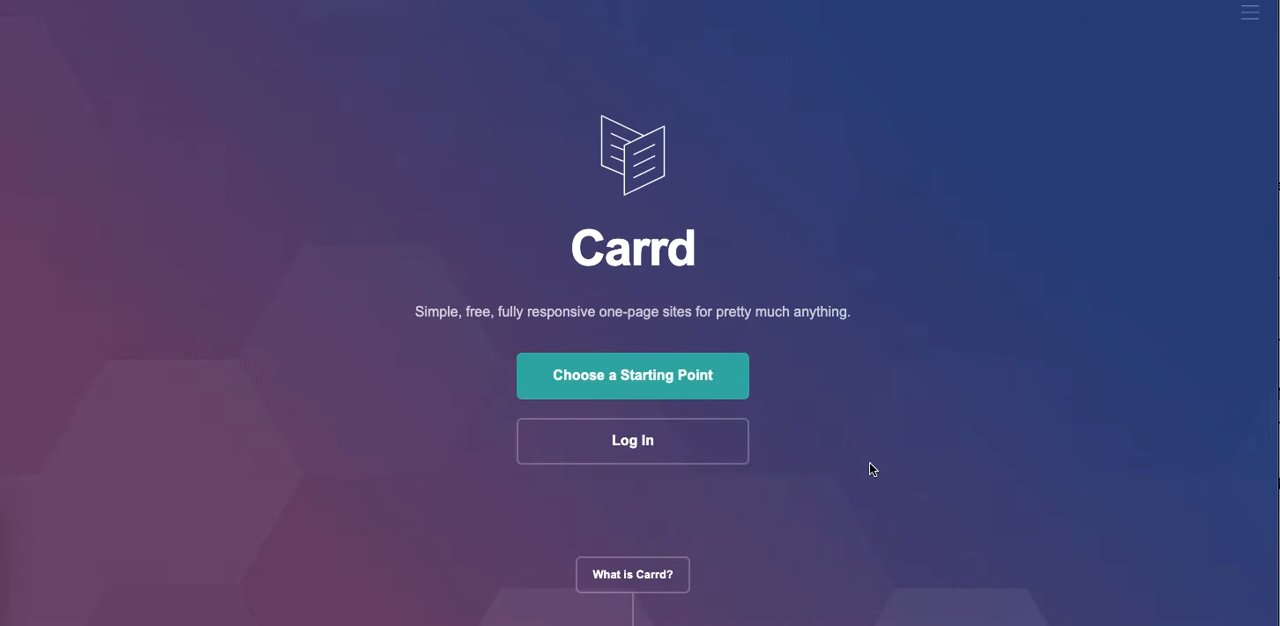 Carrd
Simple, free, fully responsive one-page sites for pretty much anything.
Choose a Starting Point
Log In
What is Carrd?